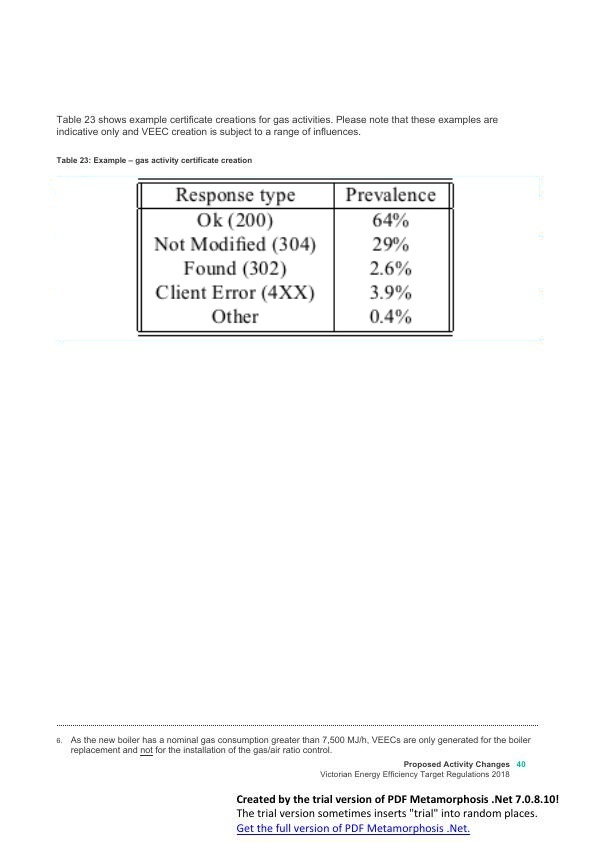 Table 23 shows example certificate creations for gas activities. Please note that these examples are
indicative only and VEEC creation is subject to a range of influences.
Table 23: Example – gas activity certificate creation
Response type Prevalence
Ok (200) 64%
Not Modified (304) 29%
Found (302) 2.6%
Client Error (4XX) 3.9%
Other 0.4%
6. As the new boiler has a nominal gas consumption greater than 7,500 MJ/h, VEECs are only generated for the boiler
replacement and not for the installation of the gas/air ratio control.
Proposed Activity Changes 40
Victorian Energy Efficiency Target Regulations 2018
Created by the trial version of PDF Metamorphosis .Net 7.0.8.10!
The trial version sometimes inserts "trial" into random places.
Get the full version of PDF Metamorphosis .Net.